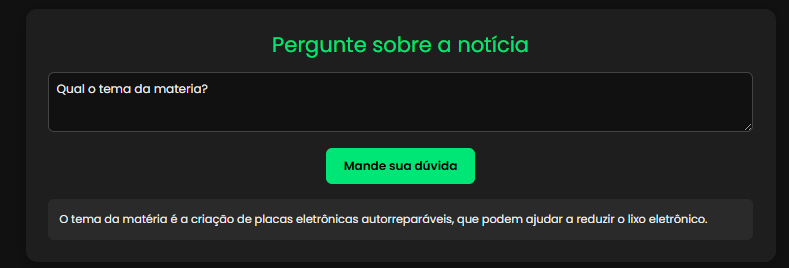 Pergunte sobre a notícia
Qual o tema da materia?
Mande sua dúvida
O tema da matéria é a criação de placas eletrônicas autorreparáveis, que podem ajudar a reduzir o lixo eletrônico.